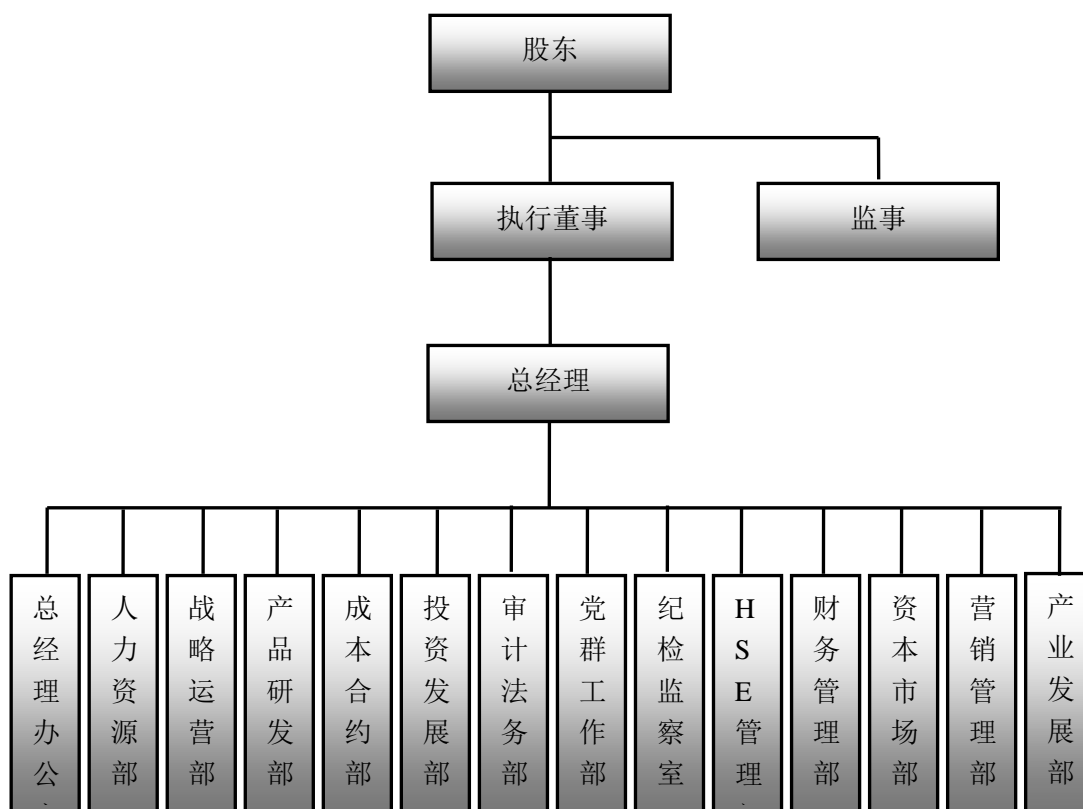 股东
执行董事
监事
总经理
总经理办公
人力资源部
战略运营部
产品研发部
成本合约部
投资发展部
审计法务部
党群工作部
纪检监察室
HSE管理
财务管理部
资本市场部
营销管理部
产业发展部